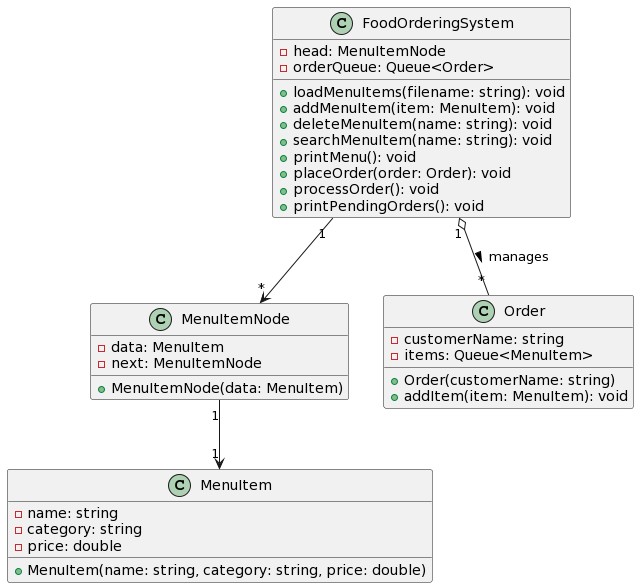 C FoodOrderingSystem
head: MenuItemNode
orderQueue: Queue<Order>
loadMenuItems(filename: string): void
addMenuItem(item: MenuItem): void
deleteMenuItem(name: string): void
searchMenuItem(name: string): void
printMenu(): void
placeOrder(order: Order): void
processOrder(): void
printPendingOrders(): void
1
1
manages
*
*
C MenuItemNode
data: MenuItem
next: MenuItemNode
MenuItemNode(data: MenuItem)
C Order
customerName: string
items: Queue<MenuItem>
Order(customerName: string)
addItem(item: MenuItem): void
1
1
C MenuItem
name: string
category: string
price: double
MenuItem(name: string, category: string, price: double)